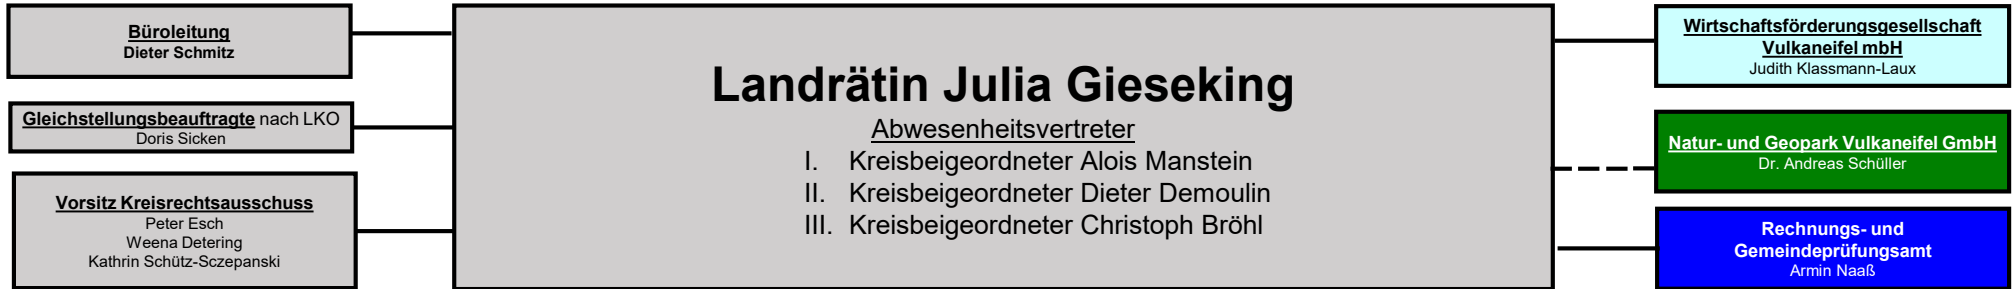 Büroleitung
Dieter Schmitz
Gleichstellungsbeauftragte nach LKO
Doris Sicken
Vorsitz Kreisrechtsausschuss
Peter Esch
Weena Detering
Kathrin Schütz-Sczepanski
Landrätin Julia Gieseking
Abwesenheitsvertreter
I. Kreisbeigeordneter Alois Manstein
II. Kreisbeigeordneter Dieter Demoulin
III. Kreisbeigeordneter Christoph Bröhl
Wirtschaftsförderungsgesellschaft
Vulkaneifel mbH
Judith Klassmann-Laux
Natur- und Geopark Vulkaneifel GmbH
Dr. Andreas Schüller
Rechnungs- und
Gemeindeprüfungsamt
Armin Naaß